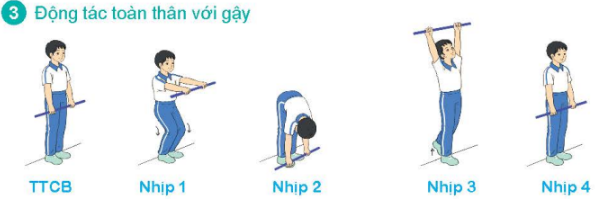 3 Động tác toàn thân với gậy
TTCB Nhịp 1 Nhịp 2 Nhịp 3 Nhịp 4